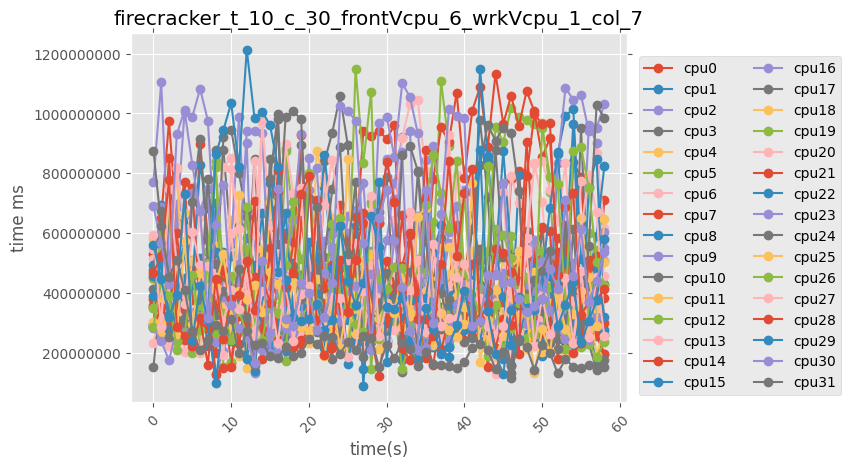 firecracker_t_10_c_30_frontVcpu_6_wrkVcpu_1_col_7
time ms
1200000000
1000000000
800000000
600000000
400000000
200000000
0
10
20
30
40
50
60
time(s)
cpu0
cpu1
cpu2
cpu3
cpu4
cpu5
cpu6
cpu7
cpu8
cpu9
cpu10
cpu11
cpu12
cpu13
cpu14
cpu15
cpu16
cpu17
cpu18
cpu19
cpu20
cpu21
cpu22
cpu23
cpu24
cpu25
cpu26
cpu27
cpu28
cpu29
cpu30
cpu31